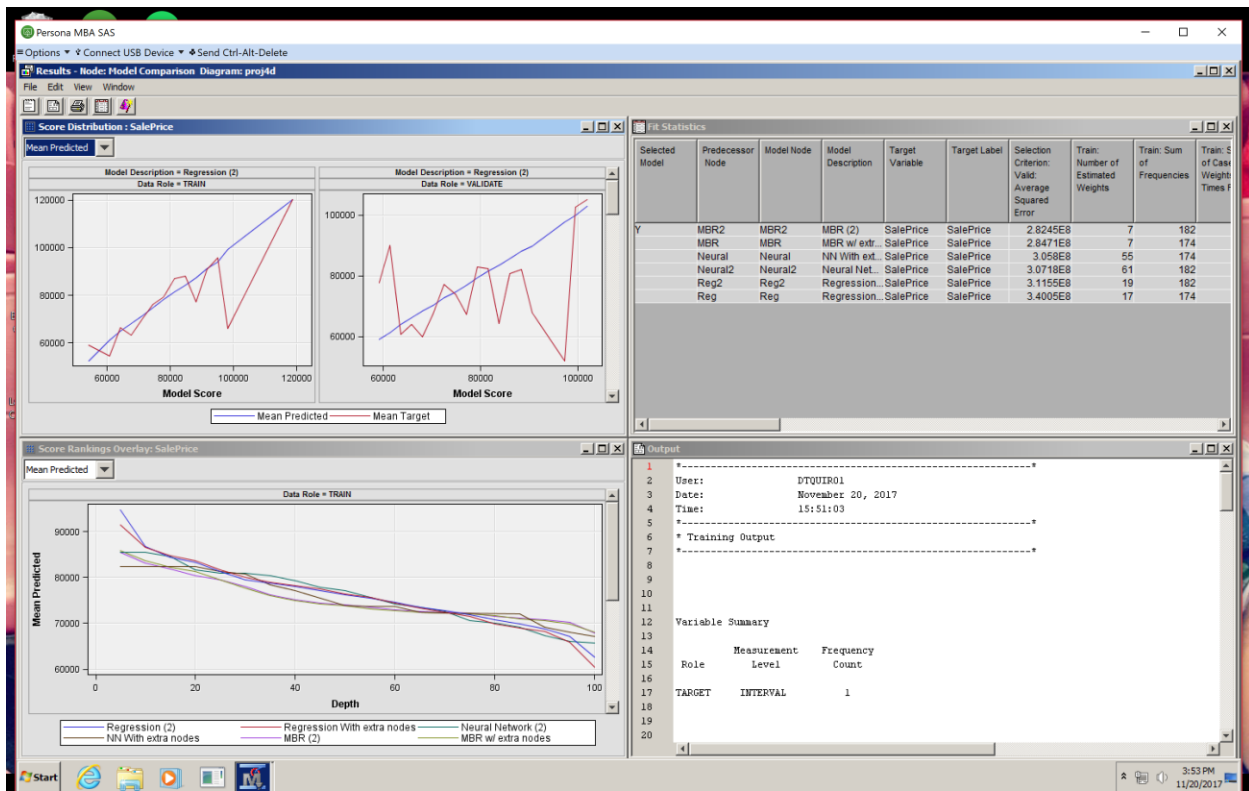 Persona MBA SAS
Options Connect USB Device Send Ctrl-Alt-Delete
Results - Node: Model Comparison Diagram: proj4d
File Edit View Window
Score Distribution : SalePrice
Mean Predicted
Model Description = Regression (2)
Data Role = TRAIN
120000
100000
80000
60000
60000 80000 100000 120000
Model Score
Model Description = Regression (2)
Data Role = VALIDATE
100000
80000
60000
60000 80000 100000
Model Score
Mean Predicted Mean Target
Fit Statistics
Selected Model Predecessor Node Model Node Model Description Target Variable Target Label Selection Criterion: Valid: Average Squared Error Train: Number of Estimated Weights Train: Sum of Frequencies Train: S of Case Weight Times F
Y MBR2 MBR2 MBR (2) SalePrice SalePrice 2.8245E8 7 182
MBR MBR MBR w/ extr... SalePrice SalePrice 2.8471E8 7 174
Neural Neural NN With ext... SalePrice SalePrice 3.058E8 55 174
Neural2 Neural2 Neural Net... SalePrice SalePrice 3.0718E8 61 182
Reg2 Reg2 Regression... SalePrice SalePrice 3.1155E8 19 182
Reg Reg Regression... SalePrice SalePrice 3.4005E8 17 174
Score Rankings Overlay: SalePrice
Mean Predicted
Data Role = TRAIN
Mean Predicted
90000
80000
70000
60000
0 20 40 60 80 100
Depth
Regression (2) Regression With extra nodes Neural Network (2)
NN With extra nodes MBR (2) MBR w/ extra nodes
Output
1 *------------------------------------------------------------*
2 User: DTQUIR01
3 Date: November 20, 2017
4 Time: 15:51:03
5 *------------------------------------------------------------*
6 * Training Output
7 *------------------------------------------------------------*
8
9
10
11
12 Variable Summary
13
14 Measurement Frequency
15 Role Level Count
16
17 TARGET INTERVAL 1
18
19
20
Start
3:53 PM
11/20/2017